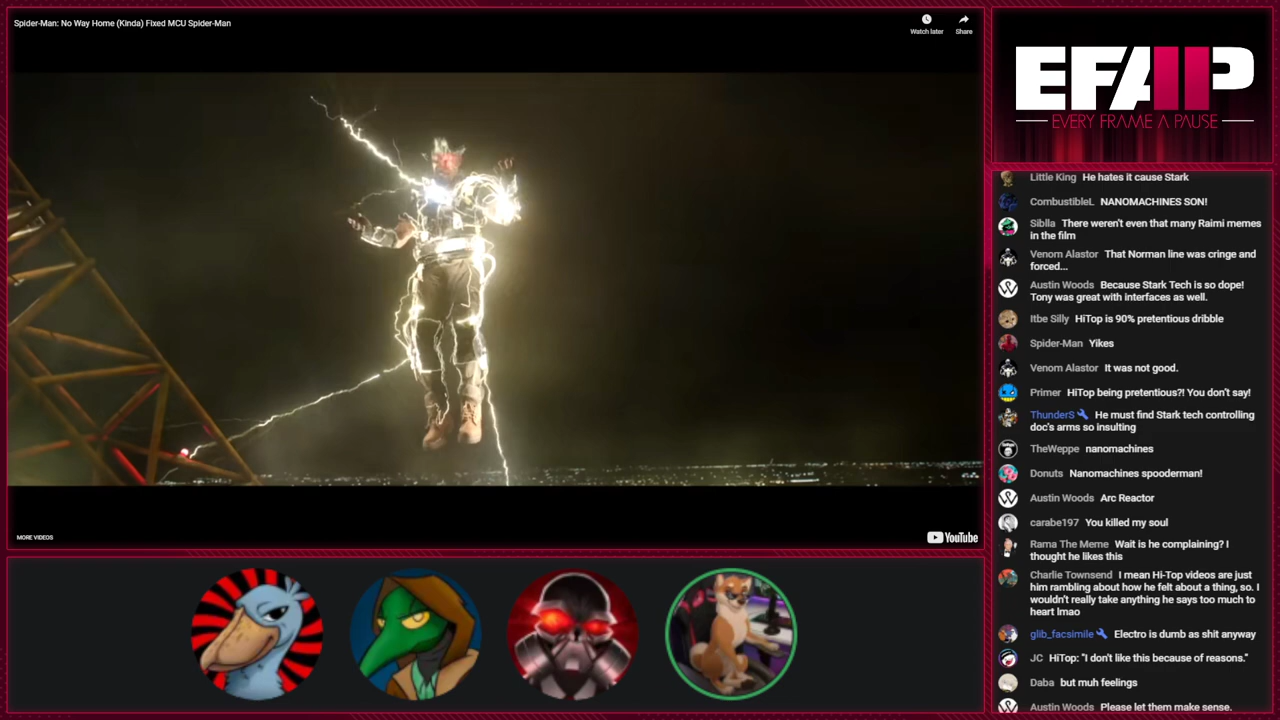 Spider-Man: No Way Home (Kinda) Fixed MCU Spider-Man
Watch later
Share
MORE VIDEOS
YouTube
EFAP
EVERY FRAME A PAUSE
Little King He hates it cause Stark
CombustibleL NANOMACHINES SON!
Siblla There weren't even that many Raimi memes
in the film
Venom Alastor That Norman line was cringe and
forced...
Austin Woods Because Stark Tech is so dope!
Tony was great with interfaces as well.
Itbe Silly HiTop is 90% pretentious dribble
Spider-Man Yikes
Venom Alastor It was not good.
Primer HiTop being pretentious?! You don't say!
ThunderS He must find Stark tech controlling
doc's arms so insulting
TheWeppe nanomachines
Donuts Nanomachines spooderman!
Austin Woods Arc Reactor
carabe197 You killed my soul
Rama The Meme Wait is he complaining? I
thought he likes this
Charlie Townsend I mean Hi-Top videos are just
him rambling about how he felt about a thing, so. I
wouldn't really take anything he says too much to
heart lmao
glib_facsimile Electro is dumb as shit anyway
JC HiTop: "I don't like this because of reasons."
Daba but muh feelings
Austin Woods Please let them make sense.